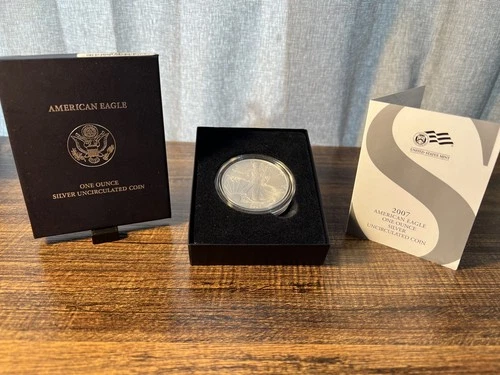 AMERICAN EAGLE
ONE OUNCE
SILVER UNCIRCULATED COIN
UNITED STATES MINT
2007
AMERICAN EAGLE
ONE OUNCE
SILVER
UNCIRCULATED COIN